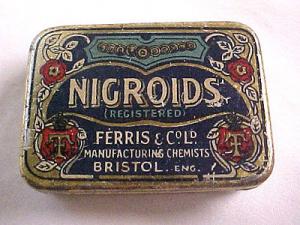 NIGROIDS
(REGISTERED)
FERRIS & Co. LD.
MANUFACTURING CHEMISTS
BRISTOL. ENG.